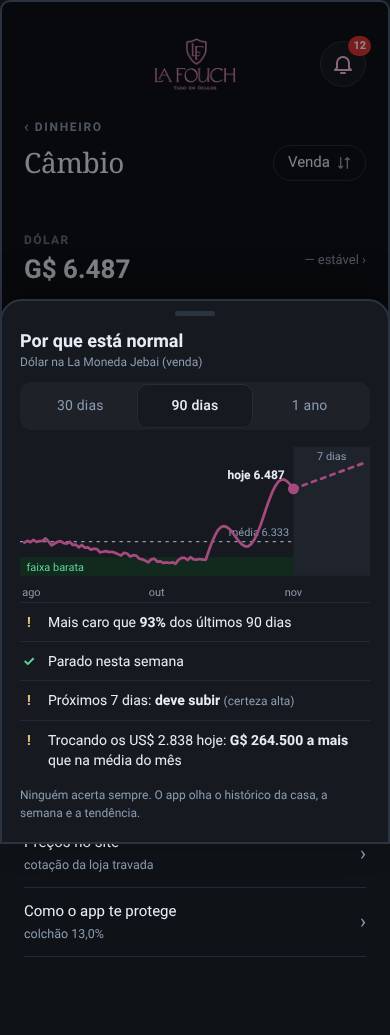 12
LA FOUCH
‹ DINHEIRO
Câmbio
Venda
DÓLAR
G$ 6.487
— estável ›
Por que está normal
Dólar na La Moneda Jebai (venda)
30 dias
90 dias
1 ano
7 dias
hoje 6.487
média 6.333
faixa barata
ago
out
nov
! Mais caro que 93% dos últimos 90 dias
✓ Parado nesta semana
! Próximos 7 dias: deve subir (certeza alta)
! Trocando os US$ 2.838 hoje: G$ 264.500 a mais
que na média do mês
Ninguém acerta sempre. O app olha o histórico da casa, a
semana e a tendência.
Preços no site
cotação da loja travada
Como o app te protege
colchão 13,0%